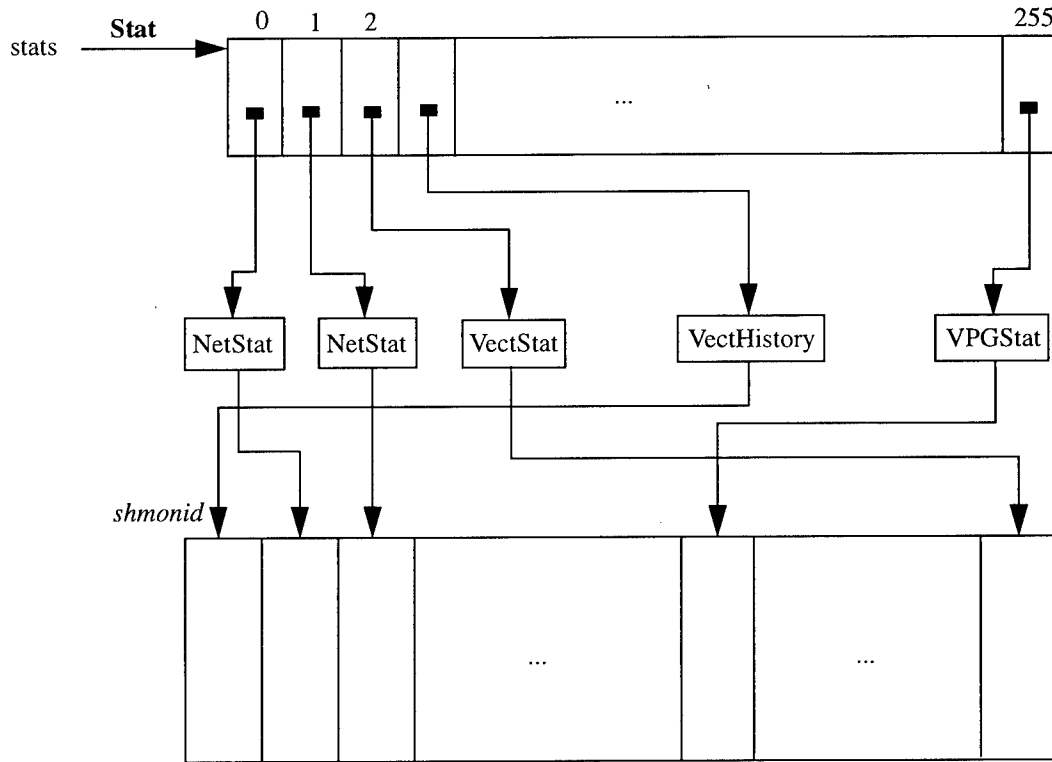 0 1 2 255
stats Stat
...
NetStat NetStat VectStat VectHistory VPGStat
shmonid
... ...